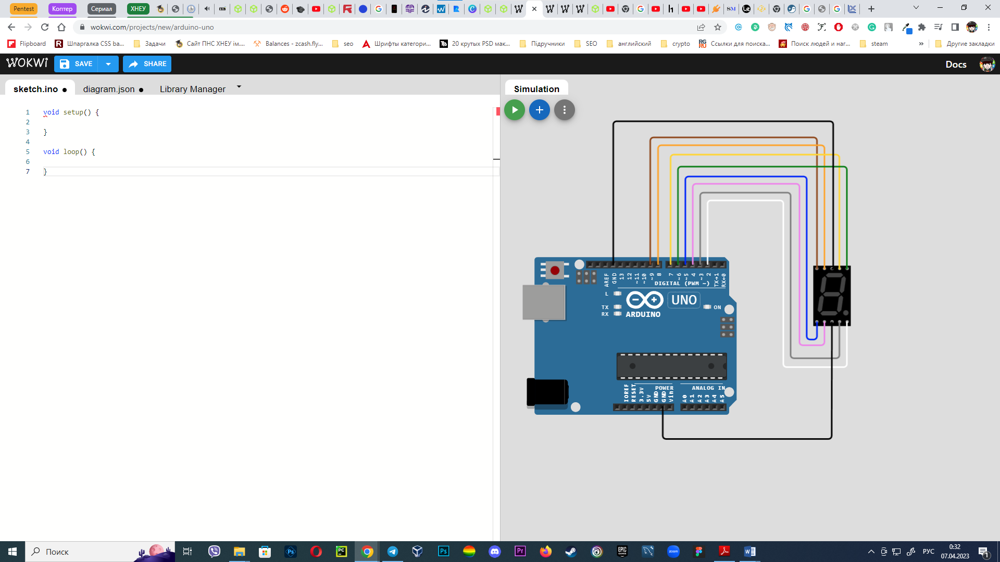 Pentest
Коптер
Сериал
ХНЕУ
wokwi.com/projects/new/arduino-uno
Flipboard
Шпаргалка CSS ba...
Задачи
Сайт ПНС ХНЕУ ім....
Balances - zcash.fly...
seo
Шрифты категори...
20 крутых PSD мак...
Підручники
SEO
английский
crypto
Ссылки для поиска...
Поиск людей и наг...
steam
»
Другие закладки
WOKWi
SAVE
SHARE
Docs
sketch.ino ●
diagram.json ●
Library Manager
Simulation
1 void setup() {
2
3 }
4
5 void loop() {
6
7 }
AREF
GND
13
12
~11
~10
~9
8
7
~6
~5
4
~3
2
TX→1
RX←0
DIGITAL (PWM ~)
L
TX
RX
UNO
ARDUINO
ON
IOREF
RESET
3.3V
5V
GND
GND
Vin
POWER
ANALOG IN
A0
A1
A2
A3
A4
A5
Поиск
РУС
0:32
07.04.2023
1